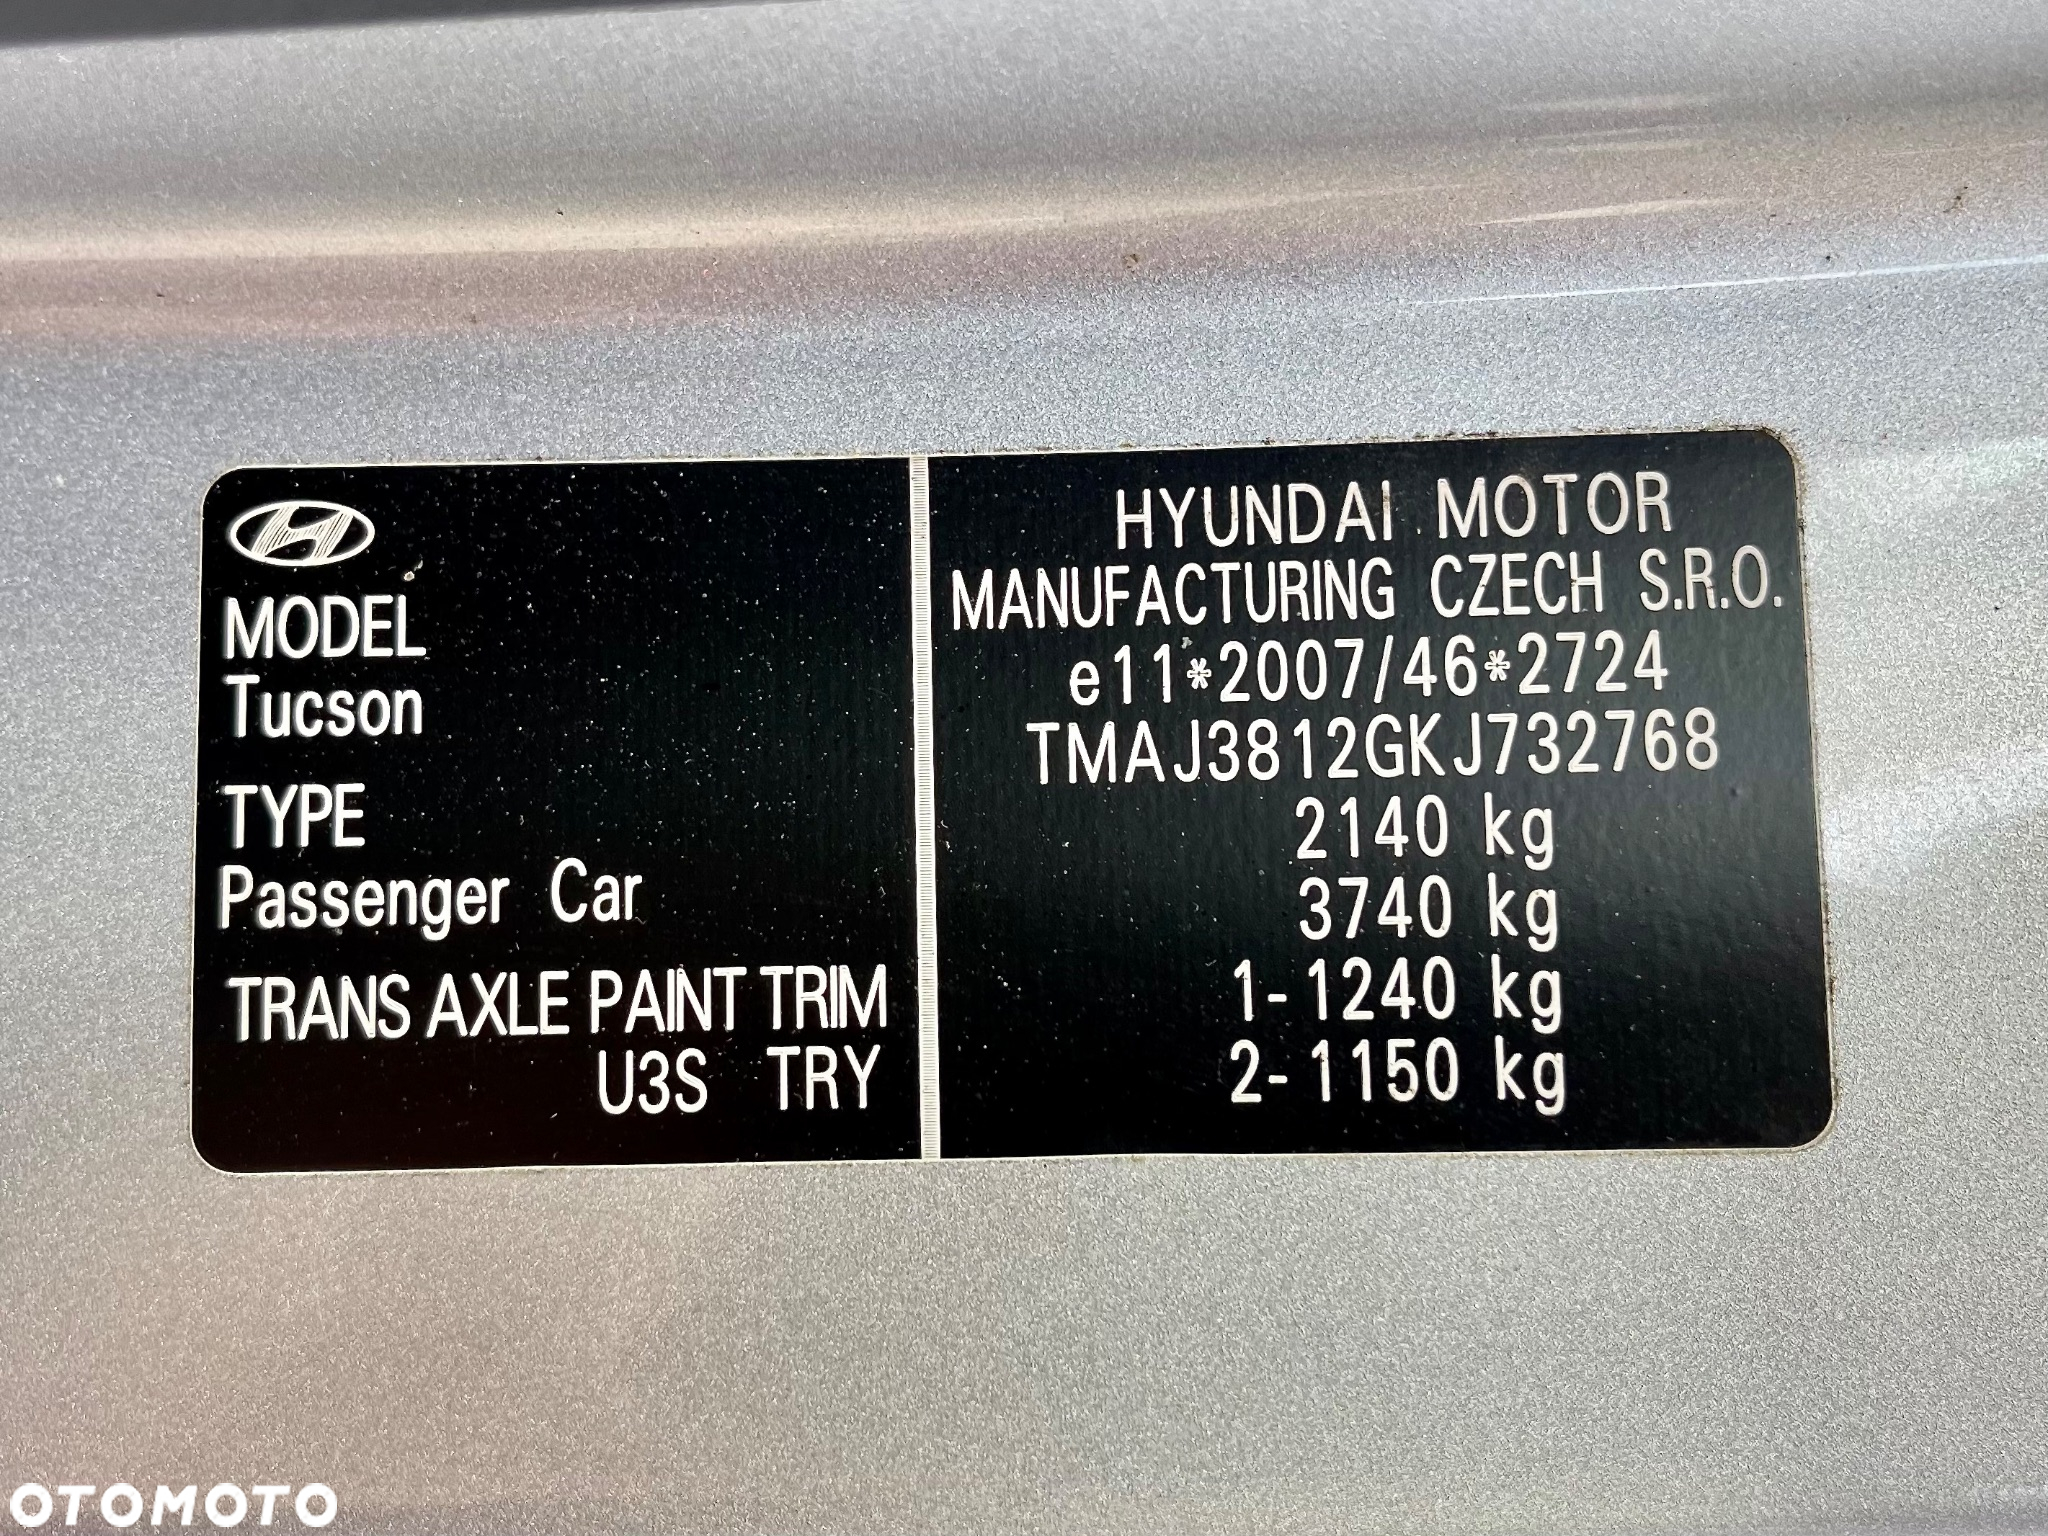 MODEL
Tucson
TYPE
Passenger Car
TRANS AXLE PAINT TRIM
U3S TRY
HYUNDAI MOTOR
MANUFACTURING CZECH S.R.O.
e11*2007/46*2724
TMAJ3812GKJ732768
2140 kg
3740 kg
1-1240 kg
2-1150 kg
OTOMOTO